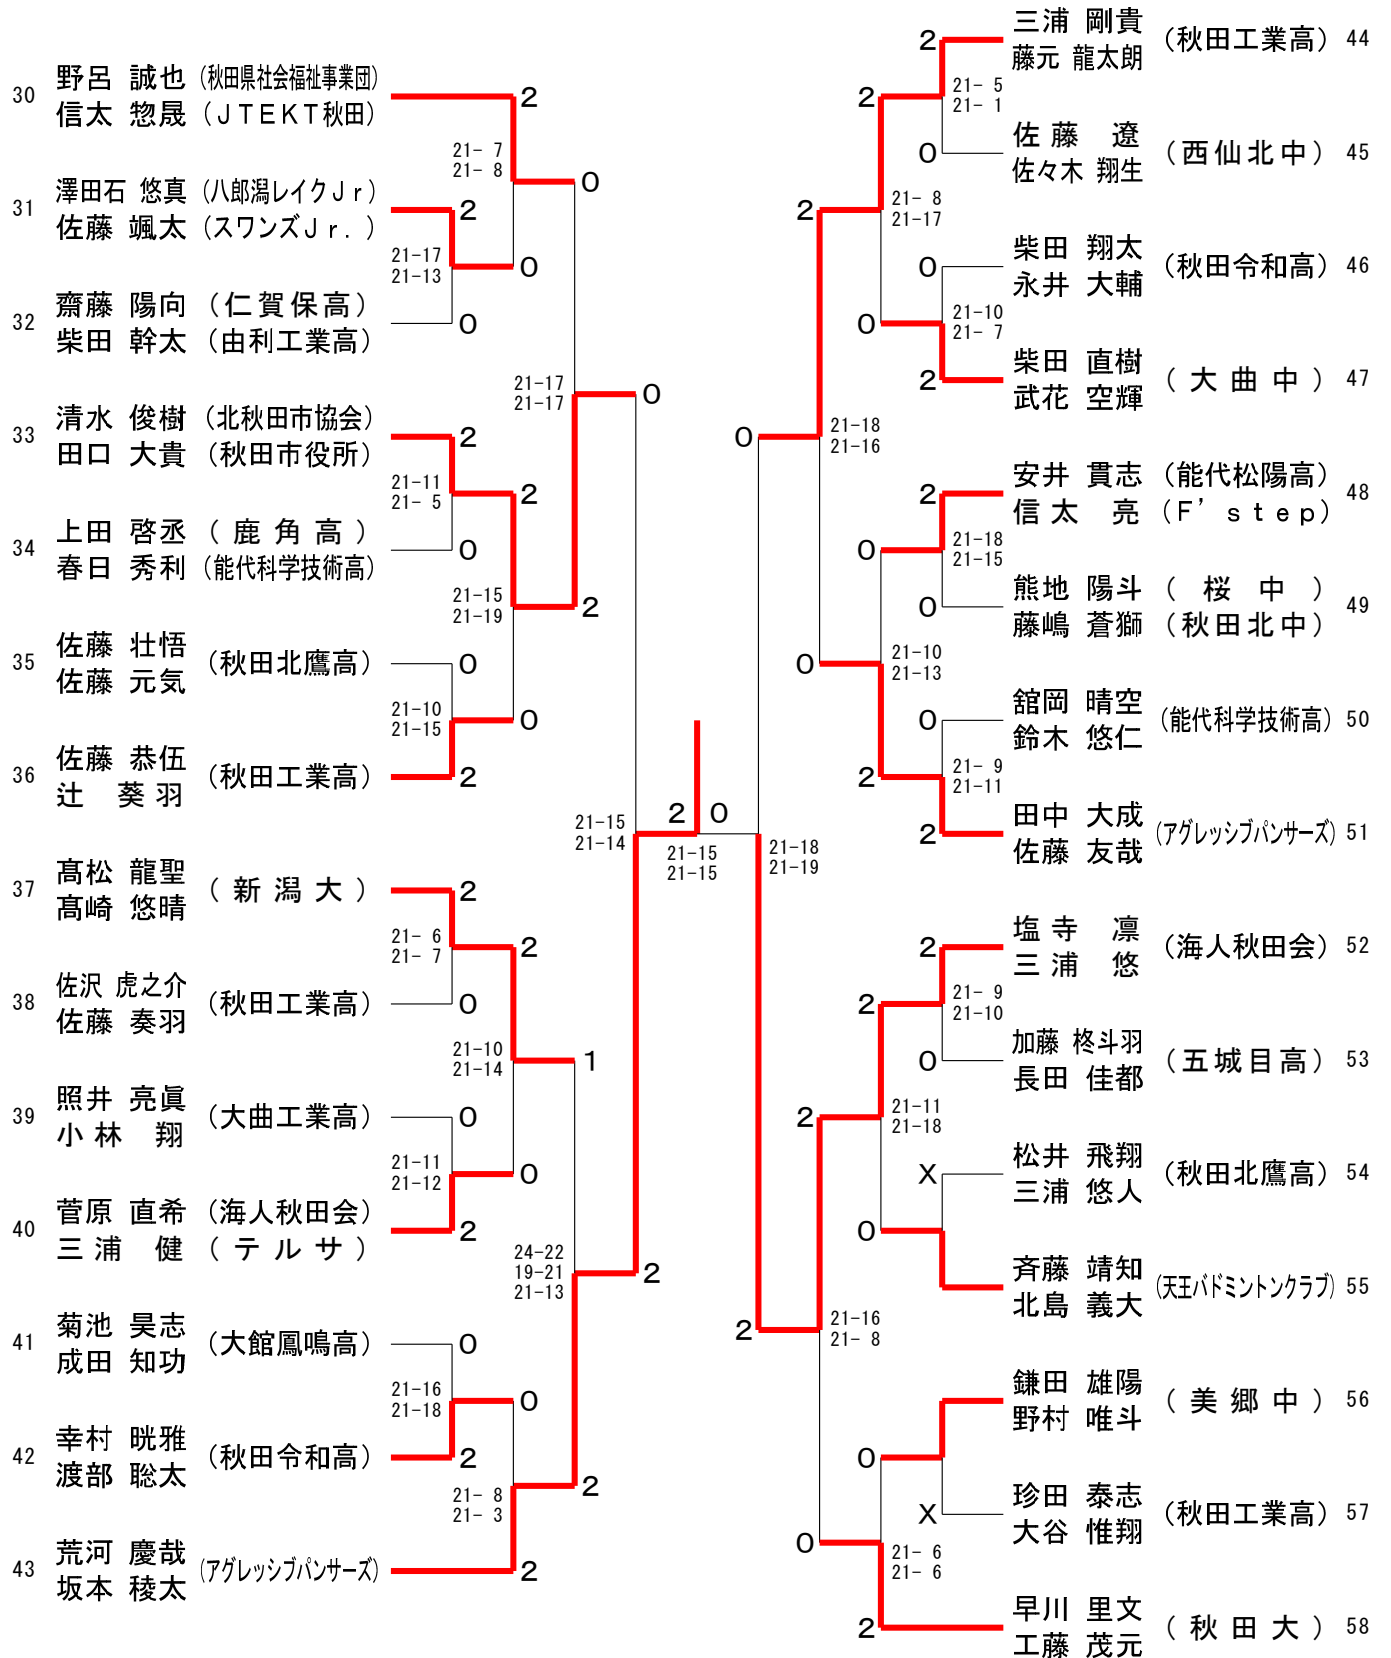 30 野呂 誠也 (秋田県社会福祉事業団)
信太 惣晟 (JTEKT秋田)
2
21- 7
21- 8
0
31 澤田石 悠真 (八郎潟レイクJr)
佐藤 颯太 (スワンズJr.)
2
21-17
21-13
0
32 齋藤 陽向 (仁賀保高)
柴田 幹太 (由利工業高)
0
21-17
21-17
0
33 清水 俊樹 (北秋田市協会)
田口 大貴 (秋田市役所)
2
21-11
21- 5
2
34 上田 啓丞 (鹿角高)
春日 秀利 (能代科学技術高)
0
21-15
21-19
2
35 佐藤 壮悟
佐藤 元気
(秋田北鷹高)
0
21-10
21-15
0
36 佐藤 恭伍
辻 葵羽
(秋田工業高)
2
21-15
21-14
37 髙松 龍聖
髙崎 悠晴
(新潟大)
2
21- 6
21- 7
2
38 佐沢 虎之介
佐藤 奏羽
(秋田工業高)
0
21-10
21-14
1
39 照井 亮眞
小林 翔
(大曲工業高)
0
21-11
21-12
0
40 菅原 直希 (海人秋田会)
三浦 健 (テルサ)
2
24-22
19-21
21-13
2
41 菊池 昊志
成田 知功
(大館鳳鳴高)
0
21-16
21-18
0
42 幸村 晄雅
渡部 聡太
(秋田令和高)
2
21- 8
21- 3
2
43 荒河 慶哉
坂本 稜太
(アグレッシブパンサーズ)
2
2 0
21-15
21-15
三浦 剛貴
藤元 龍太朗
(秋田工業高) 44
2
21- 5
21- 1
2
佐藤 遼
佐々木 翔生
(西仙北中) 45
0
21- 8
21-17
2
柴田 翔太
永井 大輔
(秋田令和高) 46
0
21-10
21- 7
0
柴田 直樹
武花 空輝
(大曲中) 47
2
21-18
21-16
0
安井 貫志 (能代松陽高)
信太 亮 (F’step)
48
2
21-18
21-15
0
熊地 陽斗 (桜中)
藤嶋 蒼獅 (秋田北中)
49
0
21-10
21-13
0
舘岡 晴空
鈴木 悠仁
(能代科学技術高) 50
0
21- 9
21-11
2
田中 大成
佐藤 友哉
(アグレッシブパンサーズ) 51
2
21-18
21-19
塩寺 凛
三浦 悠
(海人秋田会) 52
2
21- 9
21-10
2
加藤 柊斗羽
長田 佳都
(五城目高) 53
0
21-11
21-18
2
松井 飛翔
三浦 悠人
(秋田北鷹高) 54
X
0
斉藤 靖知
北島 義大
(天王バドミントンクラブ) 55
21-16
21- 8
2
鎌田 雄陽
野村 唯斗
(美郷中) 56
0
珍田 泰志
大谷 惟翔
(秋田工業高) 57
X
0
21- 6
21- 6
早川 里文
工藤 茂元
(秋田大) 58
2